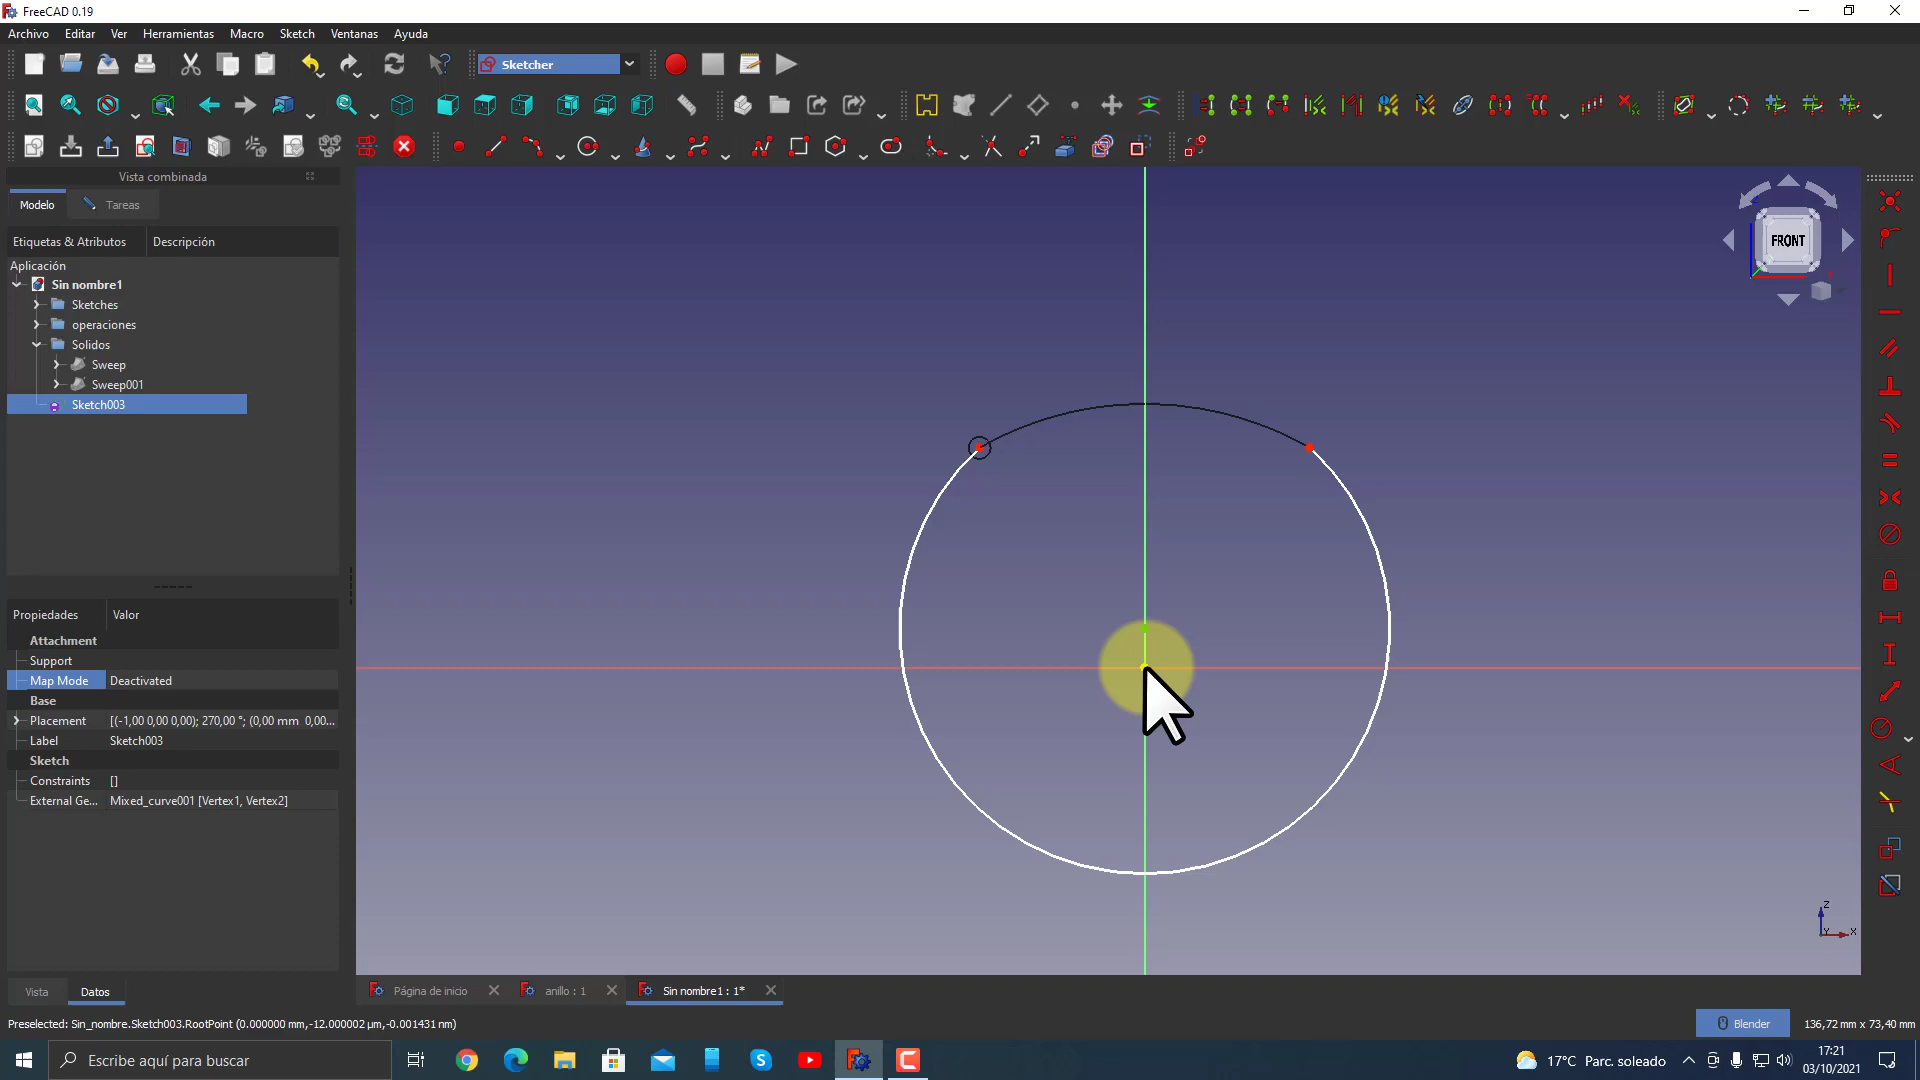 FreeCAD 0.19
Archivo Editar Ver Herramientas Macro Sketch Ventanas Ayuda
Sketcher
Vista combinada
Modelo Tareas
Etiquetas & Atributos Descripción
Aplicación
Sin nombre1
Sketches
operaciones
Solidos
Sweep
Sweep001
Sketch003
FRONT
Propiedades Valor
Attachment
Support
Map Mode Deactivated
Base
Placement [(-1,00 0,00 0,00); 270,00 °; (0,00 mm 0,00...
Label Sketch003
Sketch
Constraints []
External Ge... Mixed_curve001 [Vertex1, Vertex2]
Z
Y X
Vista Datos
Página de inicio anillo : 1 Sin nombre1 : 1*
Preselected: Sin_nombre.Sketch003.RootPoint (0.000000 mm,-12.000002 µm,-0.001431 nm)
Blender 136,72 mm x 73,40 mm
Escribe aquí para buscar
17°C Parc. soleado
17:21
03/10/2021